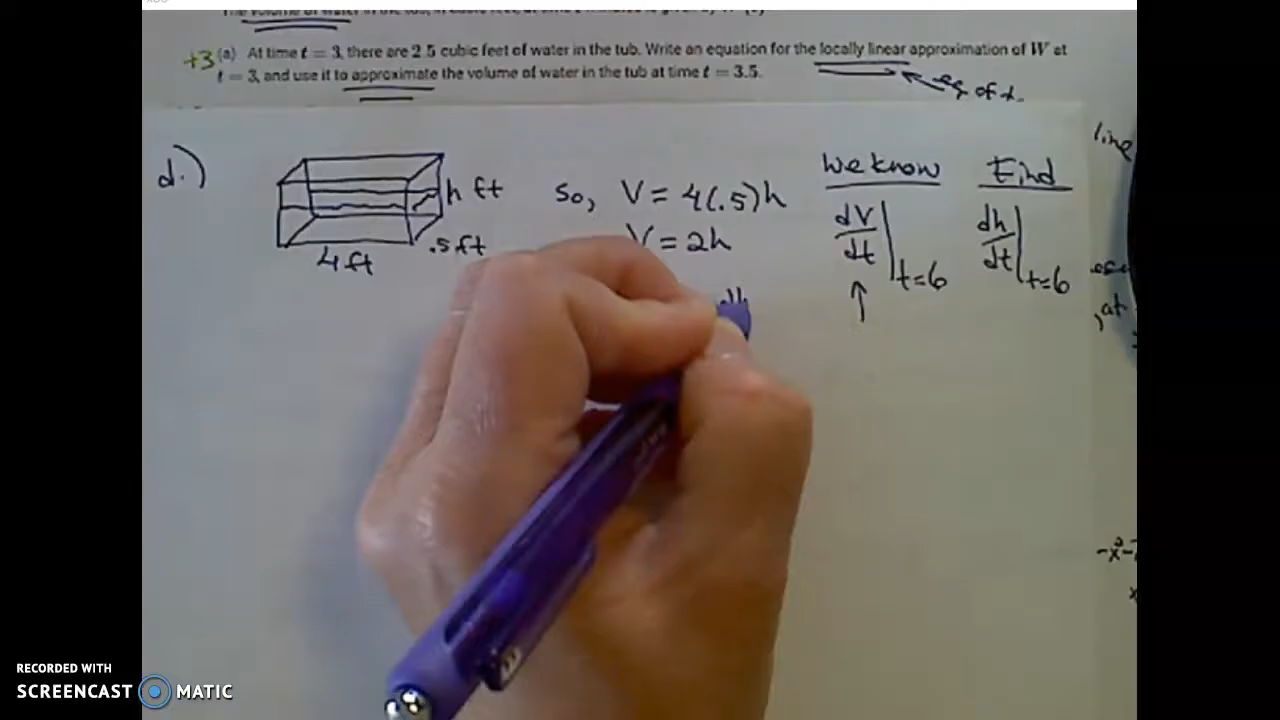 +3 (a) At time t = 3, there are 2.5 cubic feet of water in the tub. Write an equation for the locally linear approximation of W at
t = 3, and use it to approximate the volume of water in the tub at time t = 3.5.
eq of t.
line
d.)
h ft
.5 ft
4 ft
So, V = 4(.5)h
V = 2h
We know
dV/dt | t=6
↑
Find
dh/dt | t=6
, at
RECORDED WITH
SCREENCAST MATIC